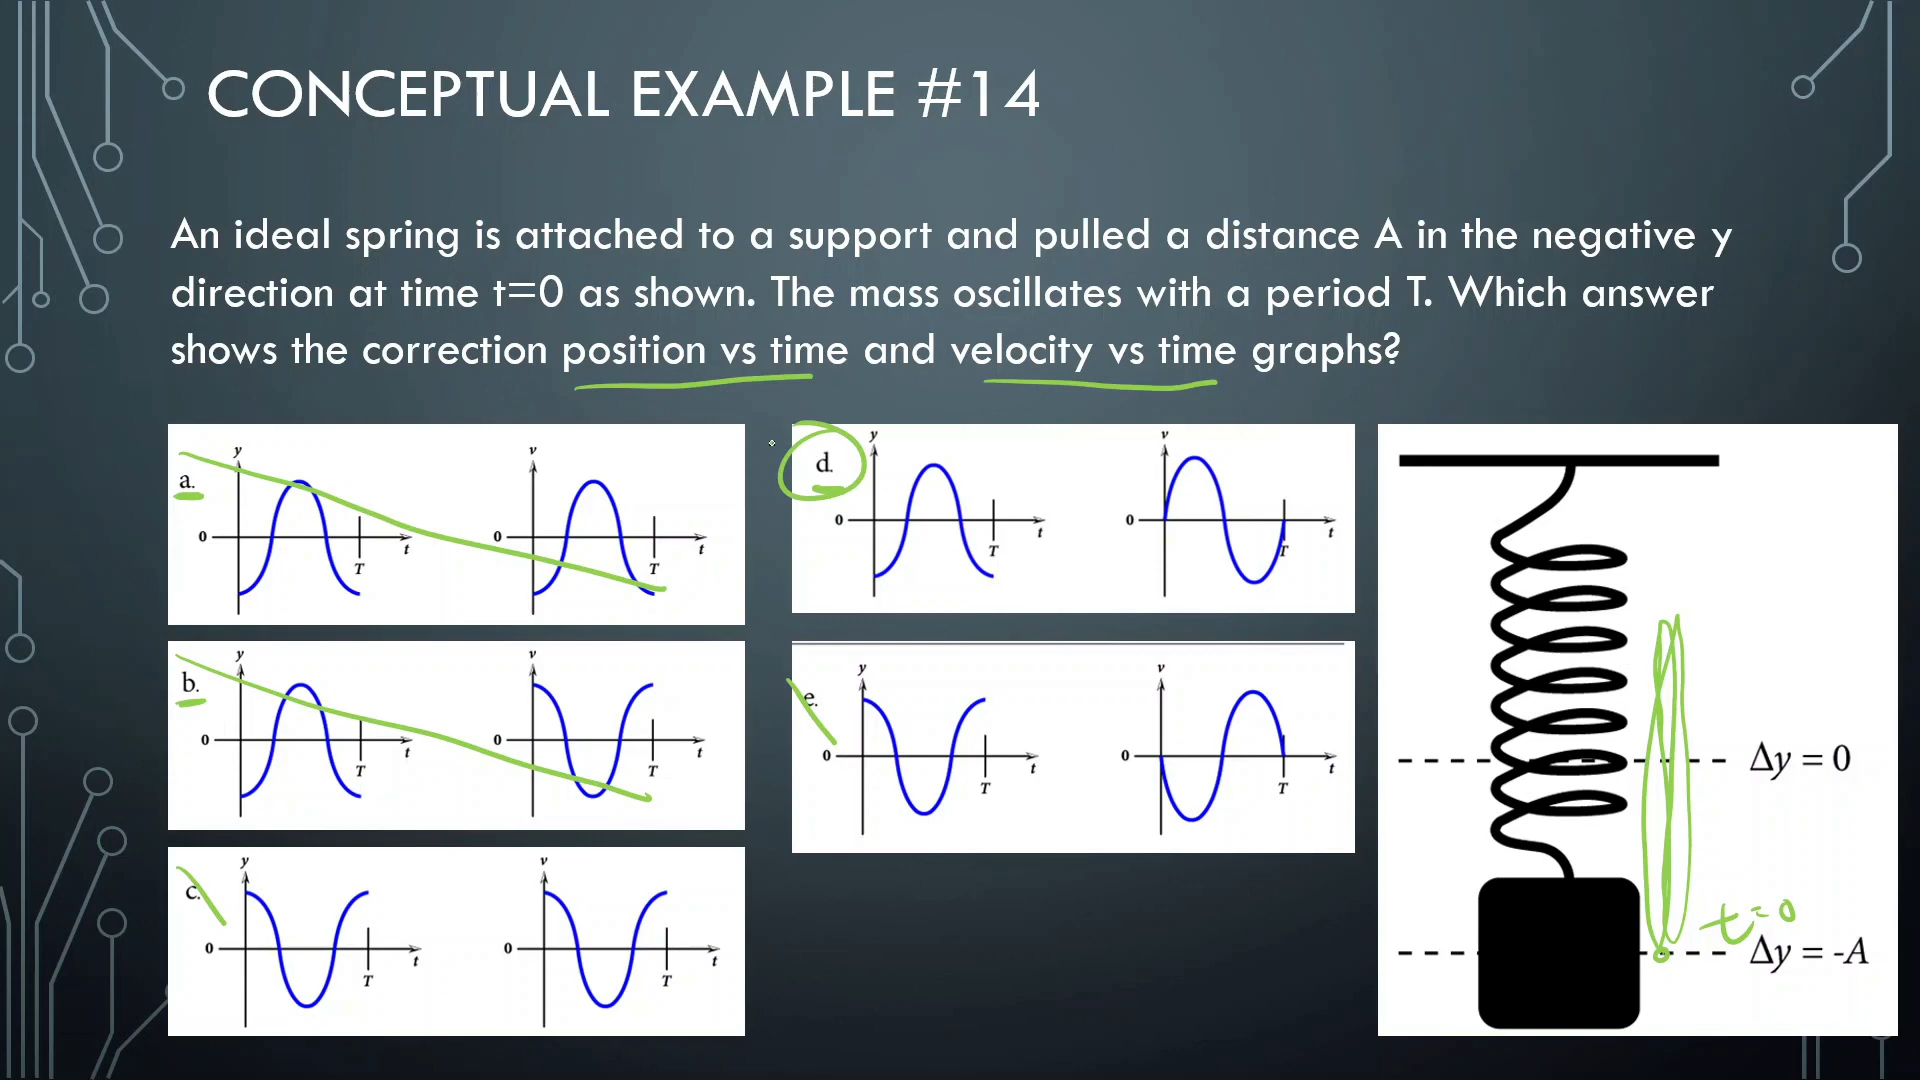 CONCEPTUAL EXAMPLE #14
An ideal spring is attached to a support and pulled a distance A in the negative y
direction at time t=0 as shown. The mass oscillates with a period T. Which answer
shows the correction position vs time and velocity vs time graphs?
a.
y
0
t
T
v
0
t
T
b.
y
0
t
T
v
0
t
T
c.
y
0
t
T
v
0
t
T
d.
y
0
t
T
v
0
t
T
e.
y
0
t
T
v
0
t
T
Δy = 0
t=0
Δy = -A